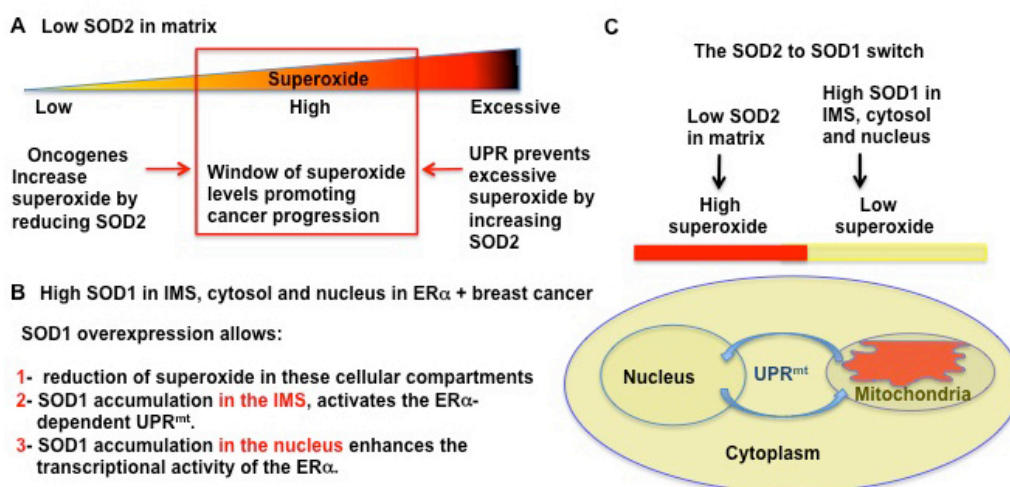 A Low SOD2 in matrix
Superoxide
Low
High
Excessive
Oncogenes
Increase
superoxide by
reducing SOD2
Window of superoxide
levels promoting
cancer progression
UPR prevents
excessive
superoxide by
increasing
SOD2
B High SOD1 in IMS, cytosol and nucleus in ERα + breast cancer
SOD1 overexpression allows:
1- reduction of superoxide in these cellular compartments
2- SOD1 accumulation in the IMS, activates the ERα-
dependent UPRᵐᵗ.
3- SOD1 accumulation in the nucleus enhances the
transcriptional activity of the ERα.
C
The SOD2 to SOD1 switch
Low SOD2
in matrix
High SOD1 in
IMS, cytosol
and nucleus
High
superoxide
Low
superoxide
Nucleus
UPRᵐᵗ
Mitochondria
Cytoplasm